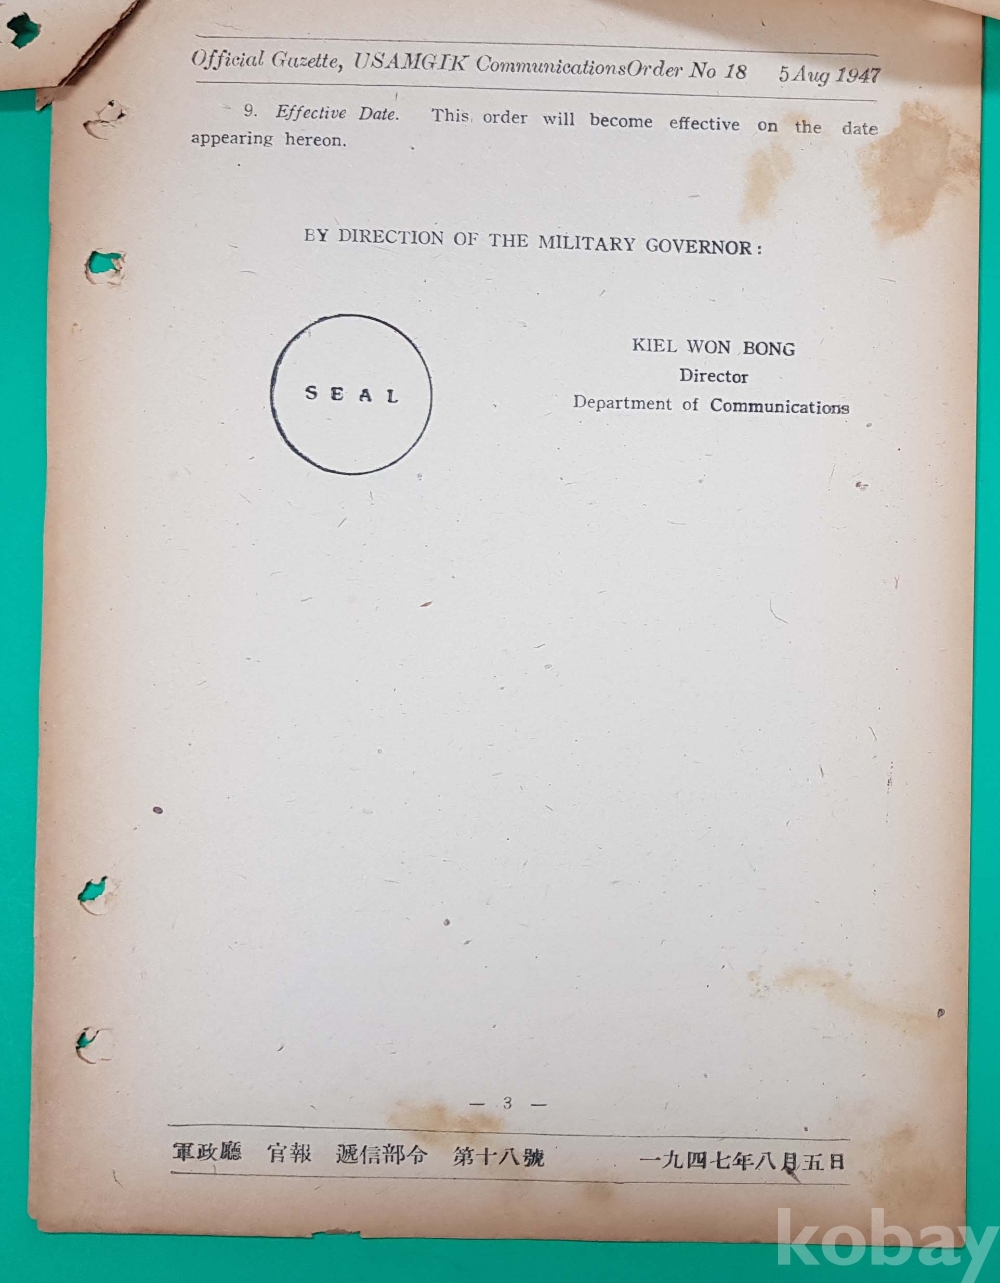 Official Gazette, USAMGIK CommunicationsOrder No 18 5 Aug 1947
9. Effective Date. This order will become effective on the date
appearing hereon.
BY DIRECTION OF THE MILITARY GOVERNOR:
SEAL
KIEL WON BONG
Director
Department of Communications
— 3 —
軍政廳 官報 遞信部令 第十八號 一九四七年八月五日
kobay